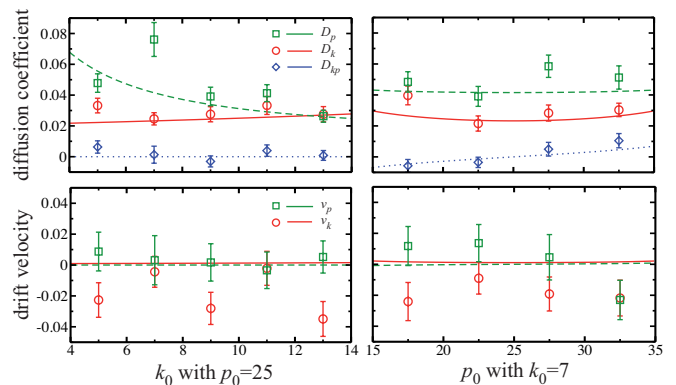 diffusion coefficient
0.08
0.06
0.04
0.02
0
D_p
D_k
D_kp
drift velocity
0.04
0.02
0
-0.02
-0.04
v_p
v_k
4 6 8 10 12 14
15 20 25 30 35
k_0 with p_0=25
p_0 with k_0=7